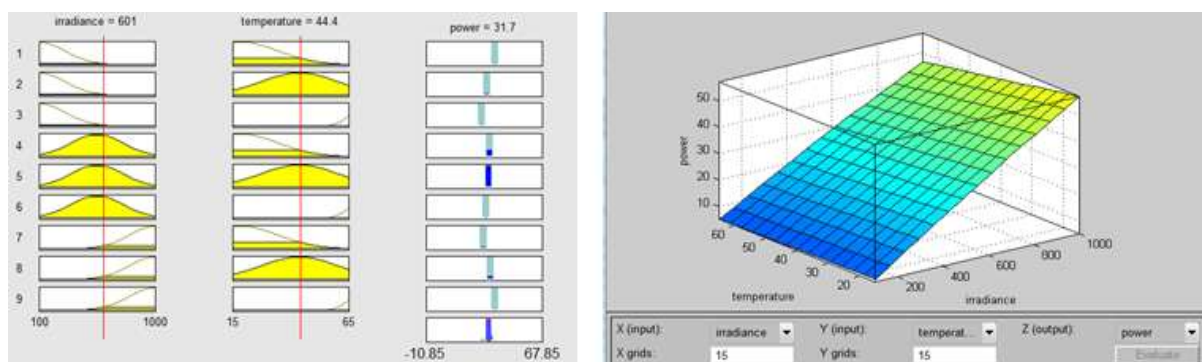 irradiance = 601
temperature = 44.4
power = 31.7
1
2
3
4
5
6
7
8
9
100
1000
15
65
-10.85
67.85
power
50
40
30
20
10
60
50
40
30
20
temperature
200
400
600
800
1000
irradiance
X (input):
irradiance
Y (input):
temperat...
Z (output):
power
X grids:
15
Y grids:
15
Evaluate